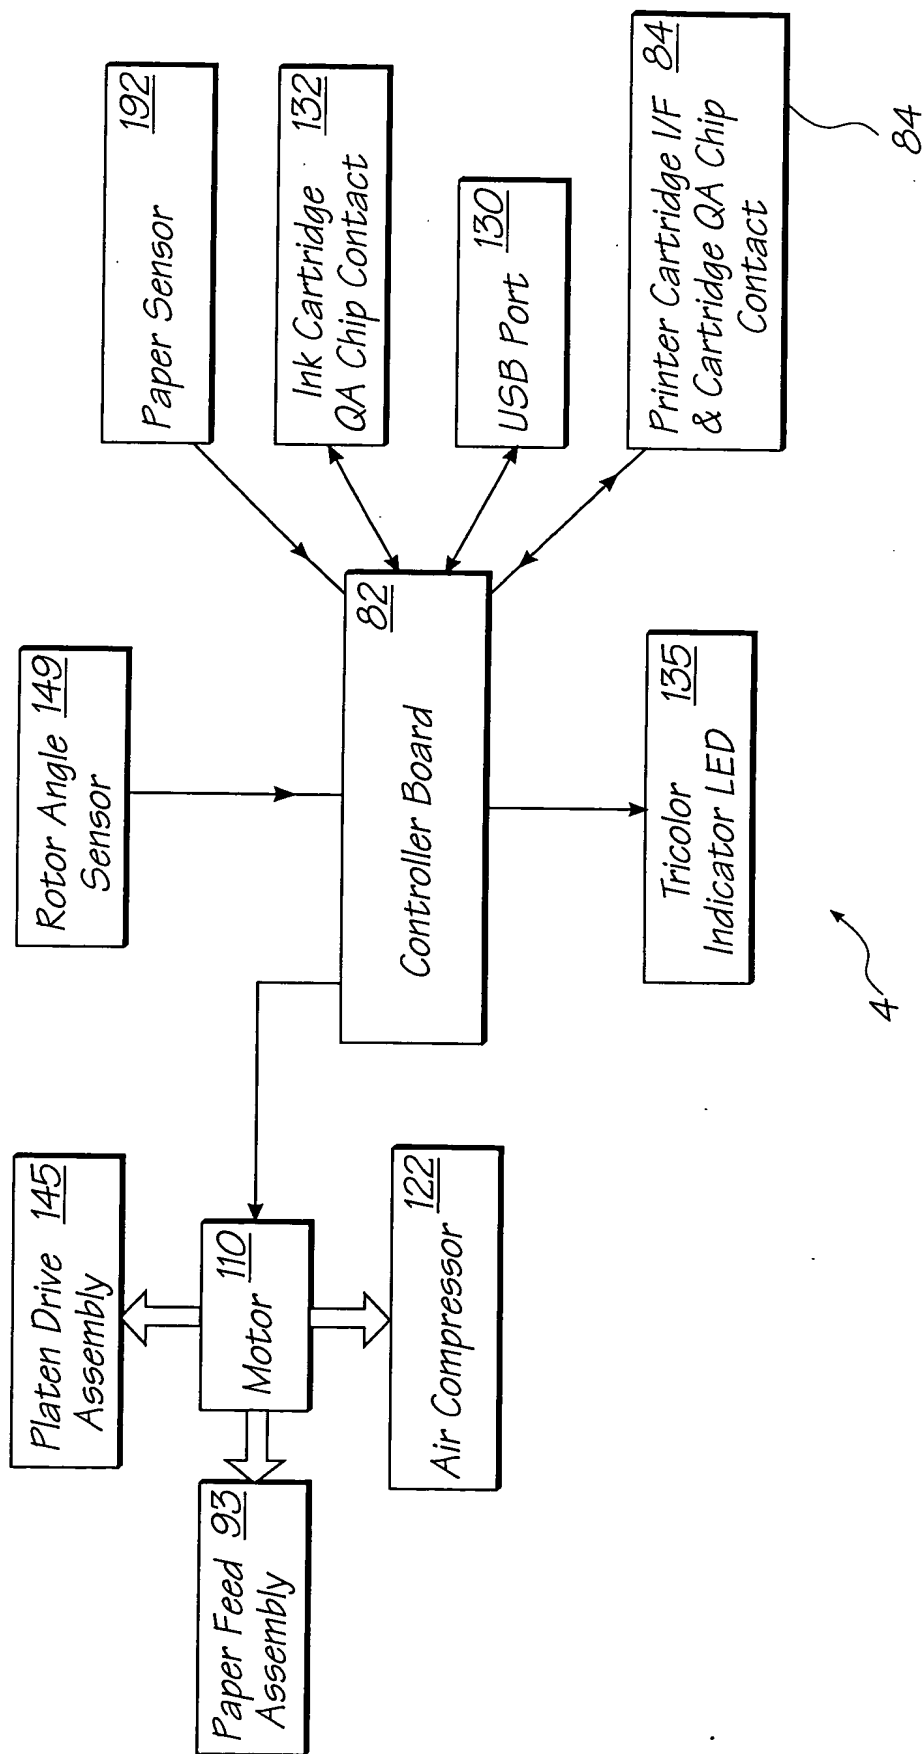 Platen Drive 145
Assembly
Rotor Angle 149
Sensor
Paper Sensor 192
Paper Feed 93
Assembly
Motor 110
Air Compressor 122
Controller Board 82
Ink Cartridge 132
QA Chip Contact
USB Port 130
Tricolor 135
Indicator LED
Printer Cartridge I/F 84
& Cartridge QA Chip
Contact
84
4